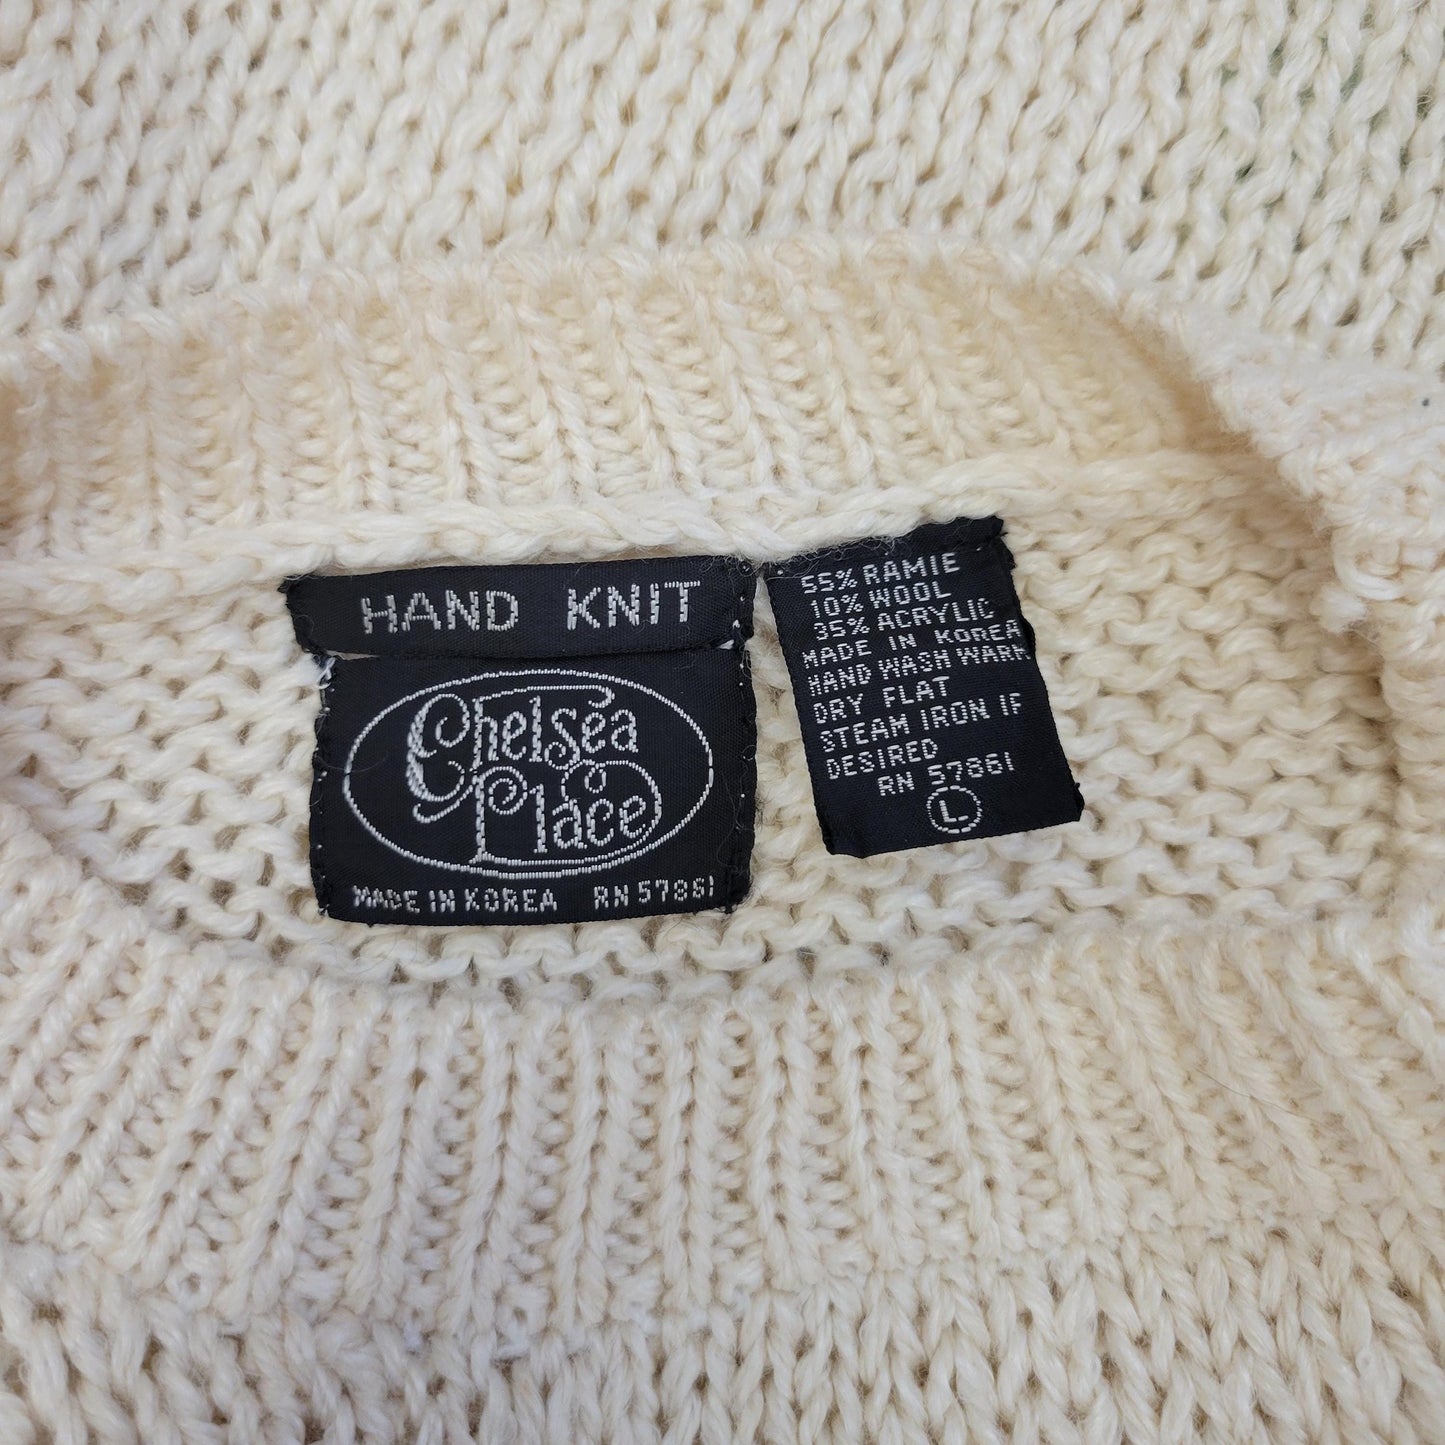 HAND KNIT
Chelsea
Place
MADE IN KOREA RN 57861
55% RAMIE
10% WOOL
35% ACRYLIC
MADE IN KOREA
HAND WASH WARM
DRY FLAT
STEAM IRON IF
DESIRED
RN 57861
L